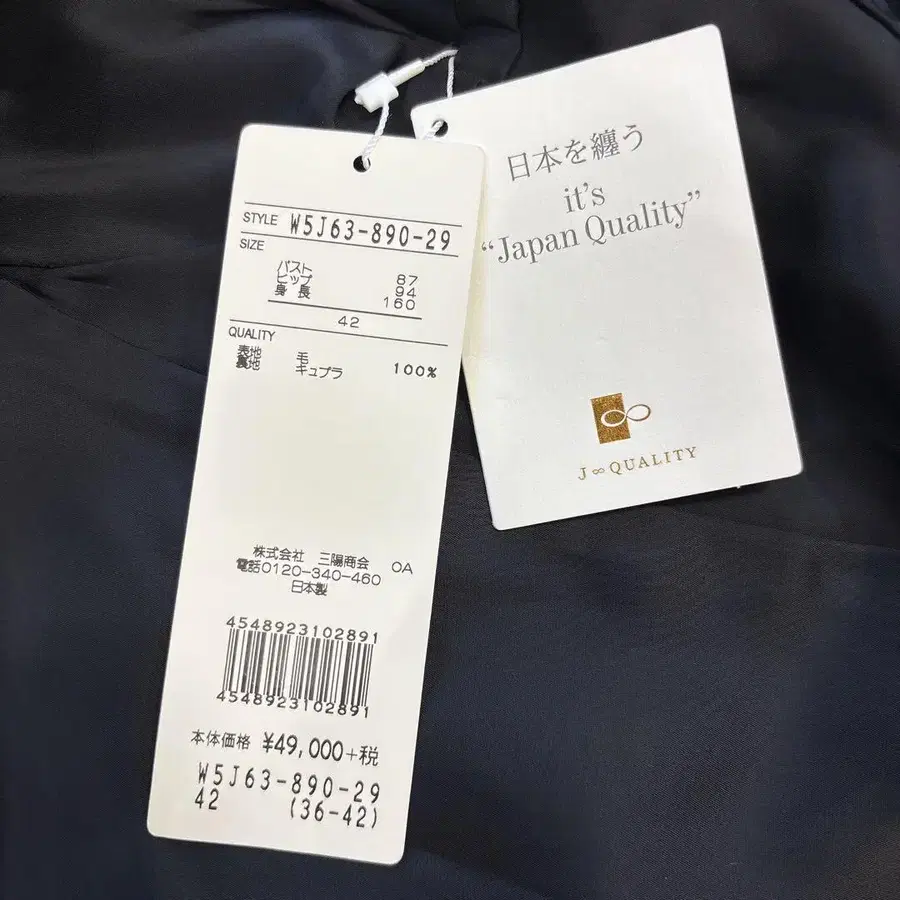 STYLE W5J63-890-29
SIZE
バスト 87
ヒップ 94
身長 160
42
QUALITY
表地 毛
裏地 キュプラ 100%
株式会社 三陽商会 OA
電話0120-340-460
日本製
4548923102891
4548923102891
本体価格 ¥49,000+税
W5J63-890-29
42 (36-42)
日本を纏う
it's
“Japan Quality”
J∞QUALITY